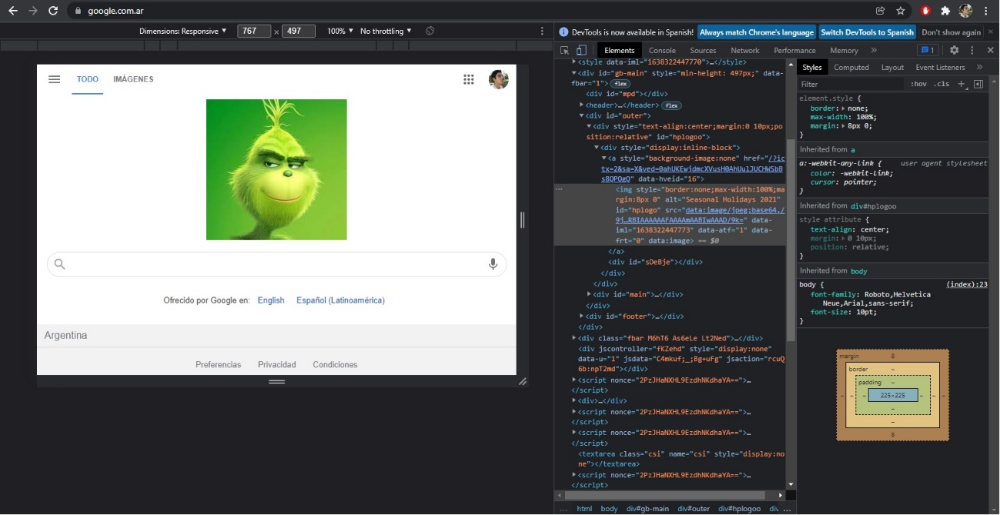 google.com.ar
Dimensions: Responsive ▼ 767 × 497 100% ▼ No throttling ▼
TODO IMÁGENES
Ofrecido por Google en: English Español (Latinoamérica)
Argentina
Preferencias Privacidad Condiciones
DevTools is now available in Spanish! Always match Chrome's language Switch DevTools to Spanish Don't show again
Elements Console Sources Network Performance Memory » 1
<style data-iml="1638322447770">…</style>
<div id="gb-main" style="min-height: 497px;" data-
fbar="1"> flex
<div id="mpd"></div>
<header>…</header> flex
<div id="outer">
<div style="text-align:center;margin:0 10px;po
sition:relative" id="hplogoo">
<div style="display:inline-block">
<a style="background-image:none" href="/?ic
data-hveid="16">
<img style="border:none;max-width:100%;ma
rgin:8px 0" alt="Seasonal Holidays 2021"
id="hplogo" src="data:image/jpeg;base64,/
9j…RBIAAAAAAFAAAAmAABIwAAAD/9k=" data-
iml="1638322447773" data-atf="1" data-
frt="0" data:image> == $0
</a>
<div id="sDeBje"></div>
</div>
</div>
<div id="main">…</div>
</div>
<div id="footer">…</div>
</div>
<div class="fbar M6hT6 As6eLe Lt2Ned">…</div>
<div jscontroller="fKZehd" style="display:none"
data-u="1" jsdata="C4mkuf;_;Bg+uFg" jsaction="rcuQ
6b:npT2md"></div>
<script nonce="2PzJHaNXHL9EzdhNKdhaYA==">…
</script>
<div>…</div>
<script nonce="2PzJHaNXHL9EzdhNKdhaYA==">…
</script>
<script nonce="2PzJHaNXHL9EzdhNKdhaYA==">…
</script>
<textarea class="csi" name="csi" style="display:no
ne"></textarea>
<script nonce="2PzJHaNXHL9EzdhNKdhaYA==">…
</script>
… html body div#gb-main div#outer div#hplogoo div …
Styles Computed Layout Event Listeners »
Filter :hov .cls +
element.style {
border: none;
max-width: 100%;
margin: 8px 0;
}
Inherited from a
a:-webkit-any-link { user agent stylesheet
color: -webkit-link;
cursor: pointer;
}
Inherited from div#hplogoo
style attribute {
text-align: center;
margin: 0 10px;
position: relative;
}
Inherited from body
body { (index):23
font-family: Roboto,Helvetica
Neue,Arial,sans-serif;
font-size: 10pt;
}
margin 8
border -
padding -
- - - 225×225 - - -
-
-
8